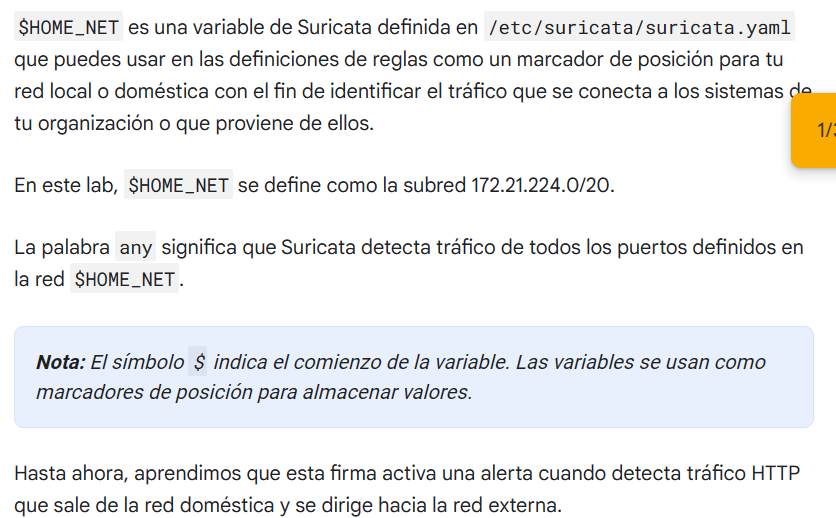 $HOME_NET es una variable de Suricata definida en /etc/suricata/suricata.yaml
que puedes usar en las definiciones de reglas como un marcador de posición para tu
red local o doméstica con el fin de identificar el tráfico que se conecta a los sistemas de
tu organización o que proviene de ellos.
1/3
En este lab, $HOME_NET se define como la subred 172.21.224.0/20.
La palabra any significa que Suricata detecta tráfico de todos los puertos definidos en
la red $HOME_NET.
Nota: El símbolo $ indica el comienzo de la variable. Las variables se usan como
marcadores de posición para almacenar valores.
Hasta ahora, aprendimos que esta firma activa una alerta cuando detecta tráfico HTTP
que sale de la red doméstica y se dirige hacia la red externa.